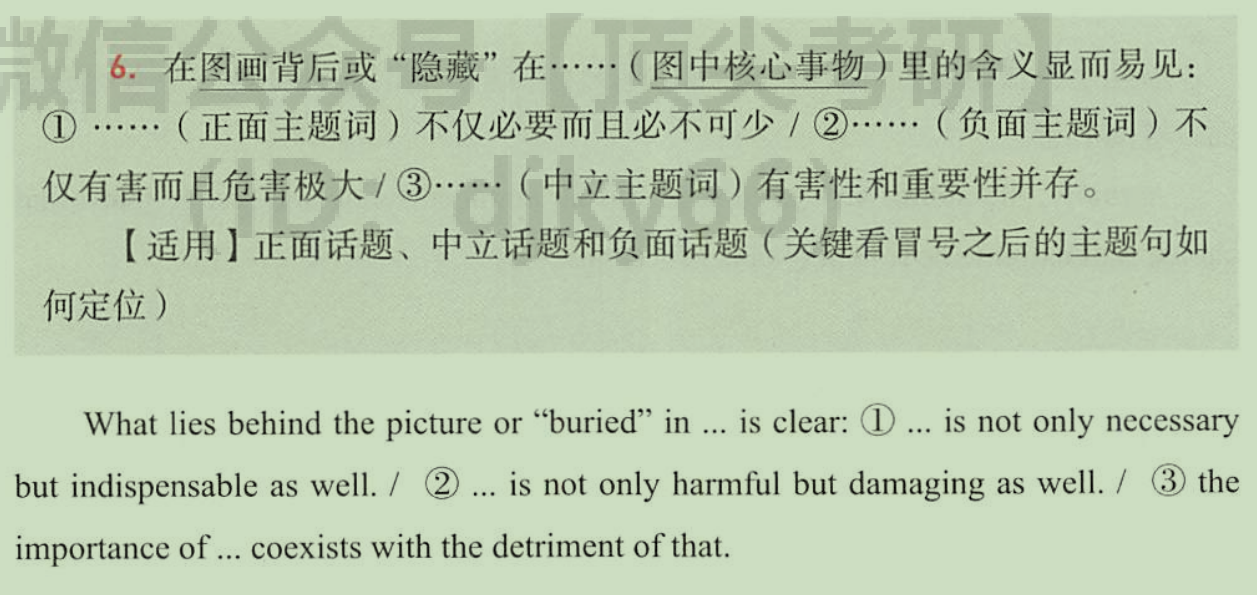 微信公众号【顶尖考研】
(ID: djky66)
6. 在图画背后或“隐藏”在……(图中核心事物)里的含义显而易见:
① ……(正面主题词)不仅必要而且必不可少 / ②……(负面主题词)不
仅有害而且危害极大 / ③……(中立主题词)有害性和重要性并存。
【适用】正面话题、中立话题和负面话题(关键看冒号之后的主题句如
何定位)
What lies behind the picture or “buried” in ... is clear: ① ... is not only necessary
but indispensable as well. / ② ... is not only harmful but damaging as well. / ③ the
importance of ... coexists with the detriment of that.